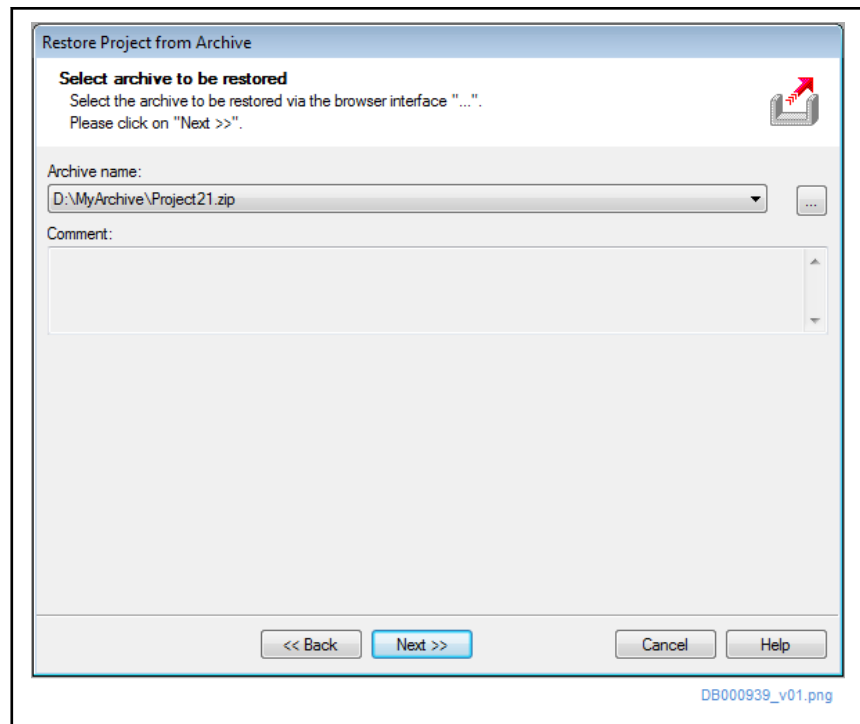 Restore Project from Archive
Select archive to be restored
Select the archive to be restored via the browser interface "...".
Please click on "Next >>".
Archive name:
D:\MyArchive\Project21.zip
...
Comment:
<< Back Next >> Cancel Help
DB000939_v01.png